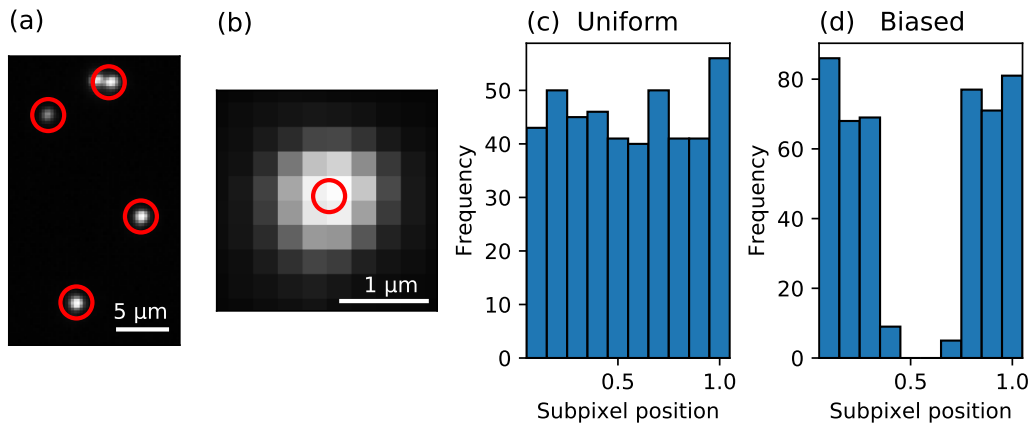 (a)
5 µm
(b)
1 µm
(c) Uniform
Frequency
50
40
30
20
10
0
0.5
1.0
Subpixel position
(d) Biased
Frequency
80
60
40
20
0
0.5
1.0
Subpixel position